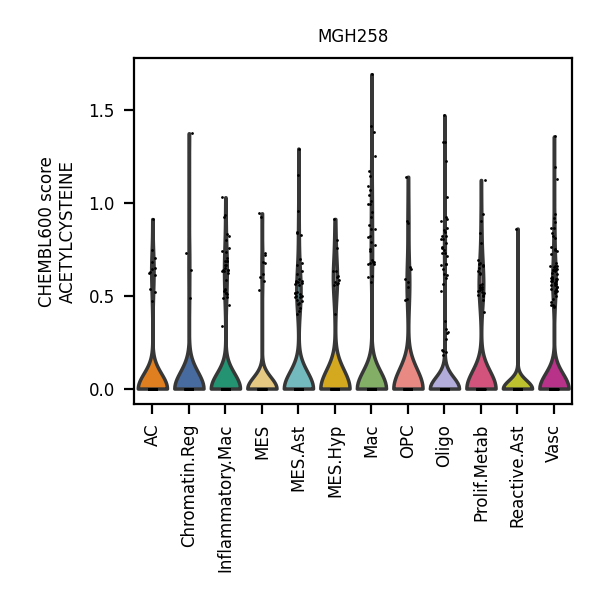 MGH258
CHEMBL600 score
ACETYLCYSTEINE
1.5
1.0
0.5
0.0
AC
Chromatin.Reg
Inflammatory.Mac
MES
MES.Ast
MES.Hyp
Mac
OPC
Oligo
Prolif.Metab
Reactive.Ast
Vasc